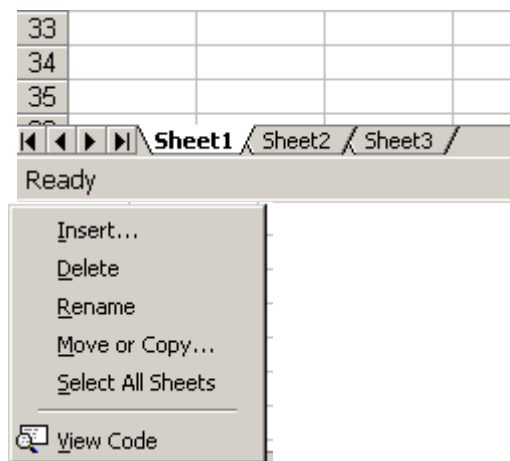 33
34
35
Sheet1 Sheet2 Sheet3
Ready
Insert...
Delete
Rename
Move or Copy...
Select All Sheets
View Code